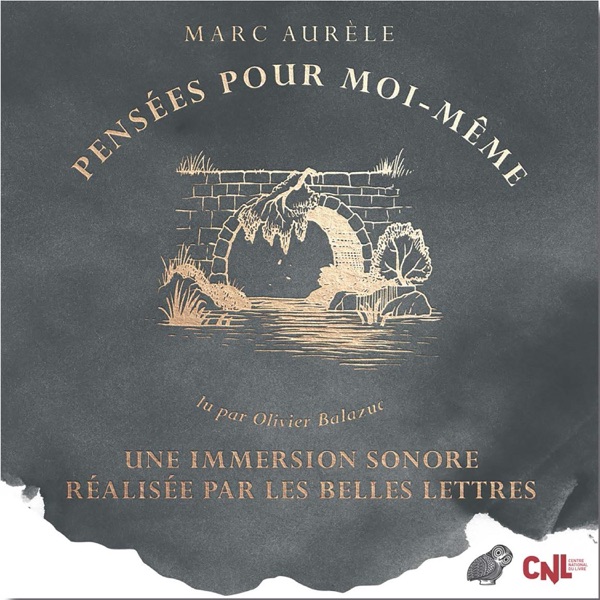 MARC AURÈLE
PENSÉES POUR MOI-MÊME
lu par Olivier Balazuc
UNE IMMERSION SONORE
RÉALISÉE PAR LES BELLES LETTRES
CNL
CENTRE
NATIONAL
DU LIVRE